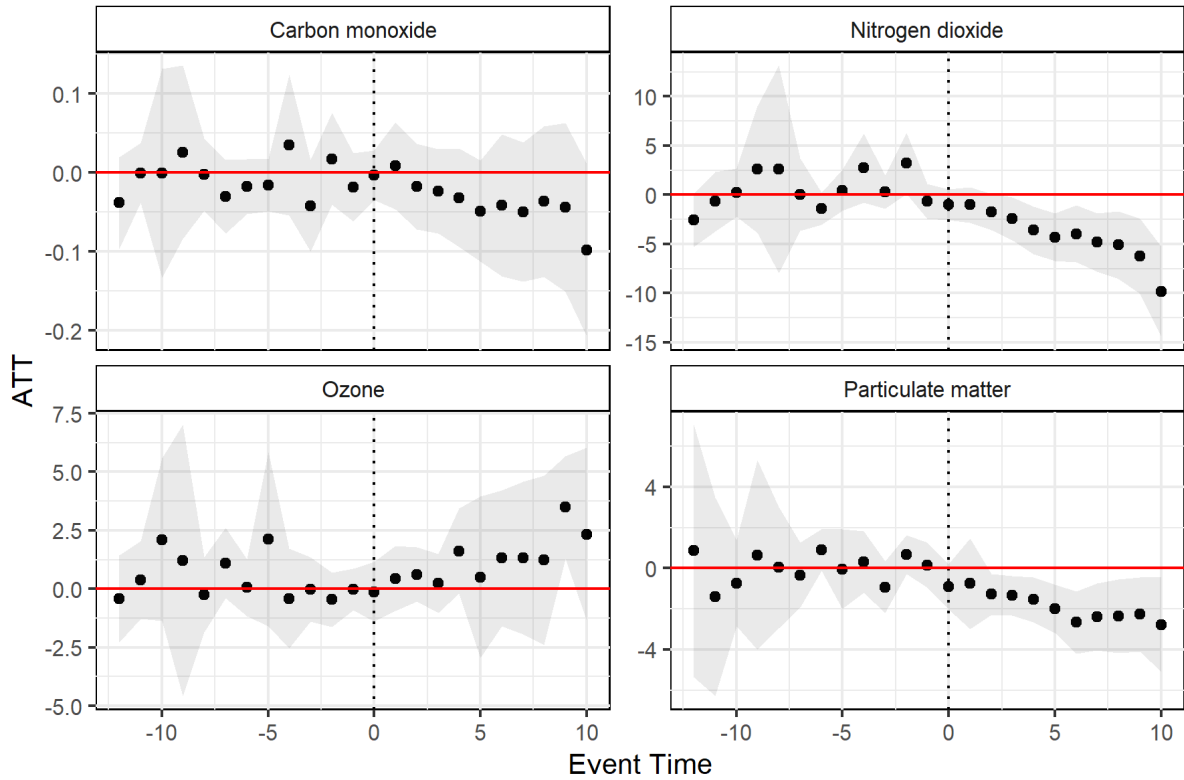 Carbon monoxide
Nitrogen dioxide
0.1
0.0
-0.1
-0.2
10
5
0
-5
-10
-15
ATT
Ozone
Particulate matter
7.5
5.0
2.5
0.0
-2.5
-5.0
4
0
-4
-10 -5 0 5 10
-10 -5 0 5 10
Event Time